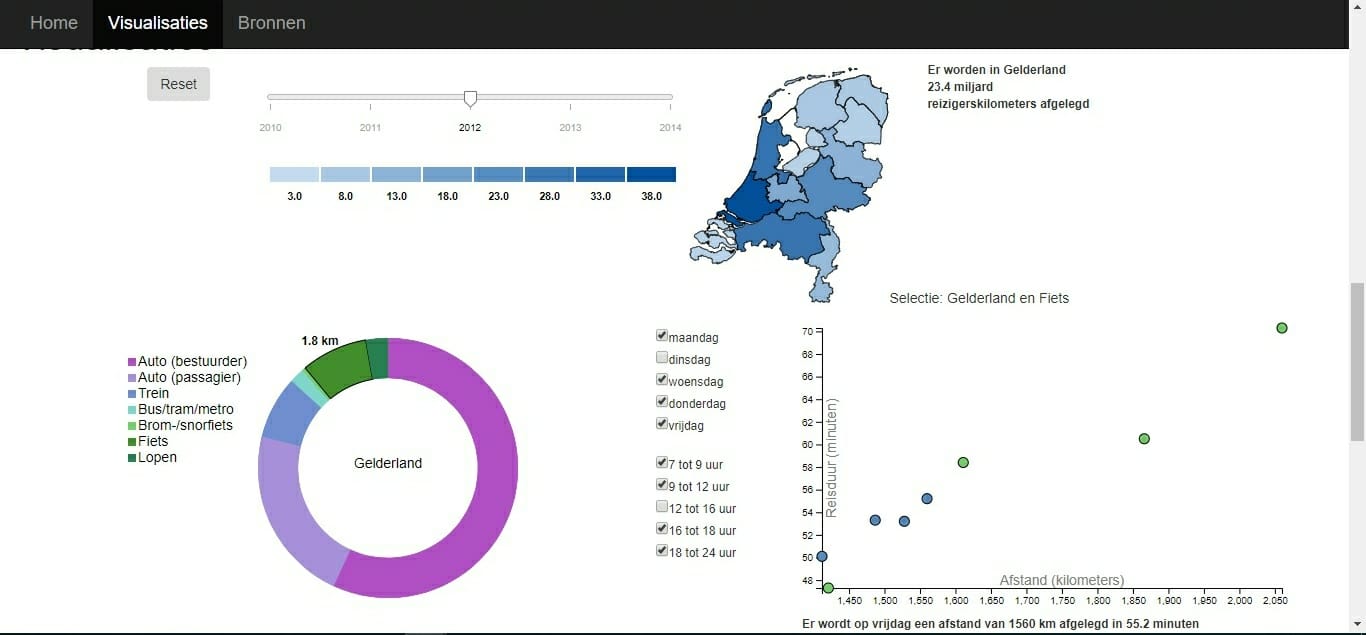 Home Visualisaties Bronnen
Reset
2010 2011 2012 2013 2014
3.0 8.0 13.0 18.0 23.0 28.0 33.0 38.0
Er worden in Gelderland
23.4 miljard
reizigerskilometers afgelegd
Selectie: Gelderland en Fiets
1.8 km
Auto (bestuurder)
Auto (passagier)
Trein
Bus/tram/metro
Brom-/snorfiets
Fiets
Lopen
Gelderland
maandag
dinsdag
woensdag
donderdag
vrijdag
7 tot 9 uur
9 tot 12 uur
12 tot 16 uur
16 tot 18 uur
18 tot 24 uur
70
68
66
64
62
60
58
56
54
52
50
48
Reisduur (minuten)
Afstand (kilometers)
1,450 1,500 1,550 1,600 1,650 1,700 1,750 1,800 1,850 1,900 1,950 2,000 2,050
Er wordt op vrijdag een afstand van 1560 km afgelegd in 55.2 minuten